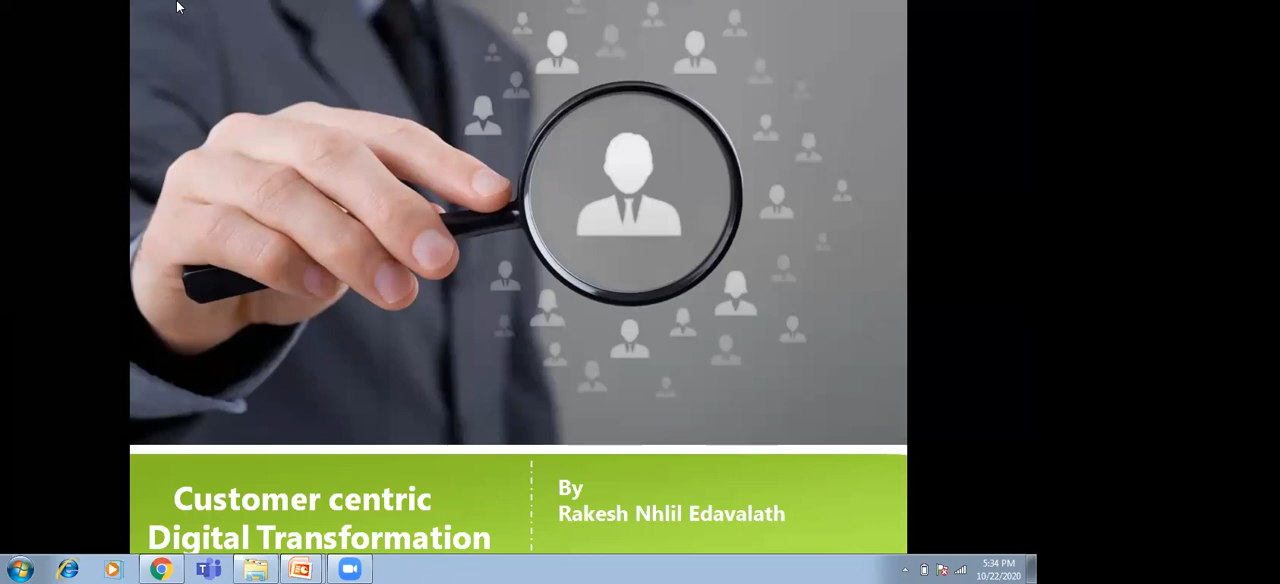 Customer centric
Digital Transformation
By
Rakesh Nhlil Edavalath
5:34 PM
10/22/2020